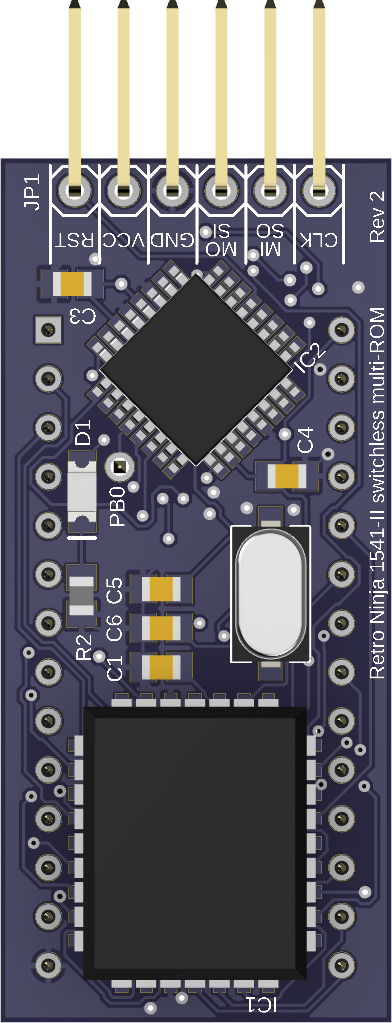 JP1
RST
VCC
GND
MO
SI
MI
SO
CLK
Rev 2
C3
IC2
D1
C4
PB0
C5
C6
C1
R2
Retro Ninja 1541-II switchless multi-ROM
IC1